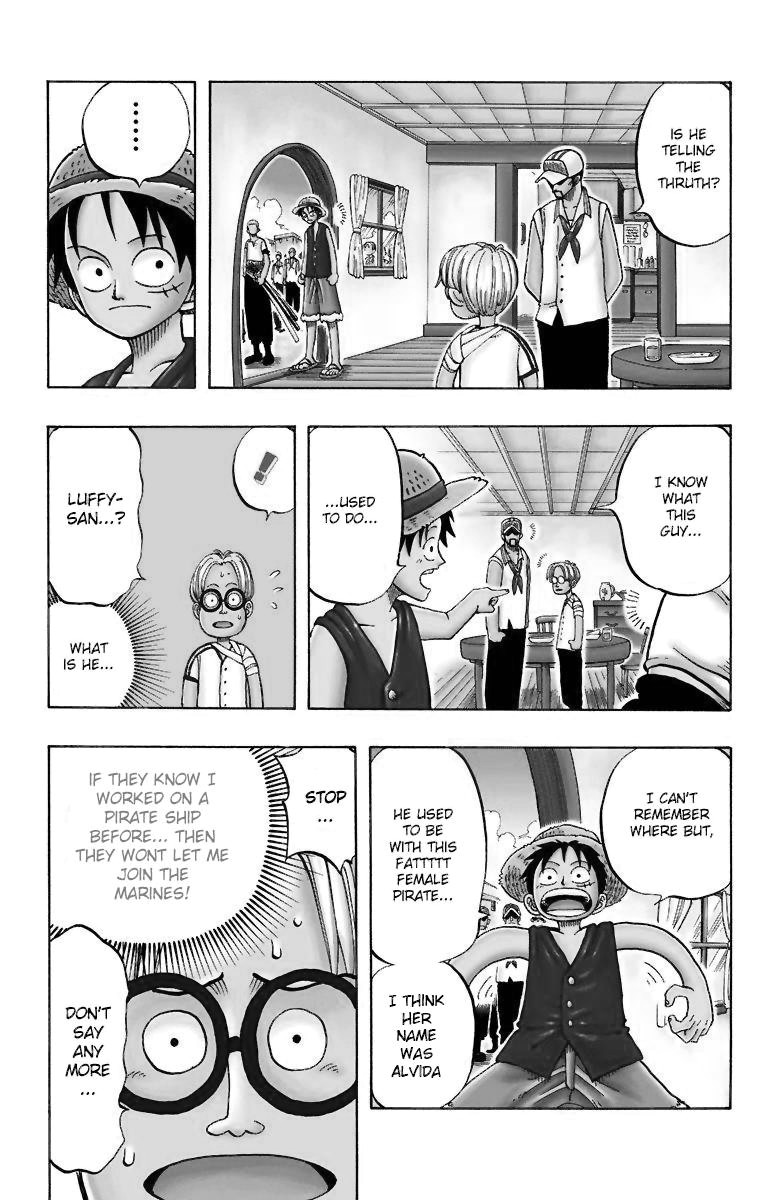 IS HE
TELLING
THE
THRUTH?
......
I KNOW
WHAT
THIS
GUY...
...USED
TO DO...
!
LUFFY-
SAN...?
WHAT
IS HE...
I CAN'T
REMEMBER
WHERE BUT,
HE USED
TO BE
WITH THIS
FATTTTT
FEMALE
PIRATE...
I THINK
HER
NAME
WAS
ALVIDA
STOP
...
IF THEY KNOW I
WORKED ON A
PIRATE SHIP
BEFORE... THEN
THEY WONT LET ME
JOIN THE
MARINES!
DON'T
SAY
ANY
MORE
...